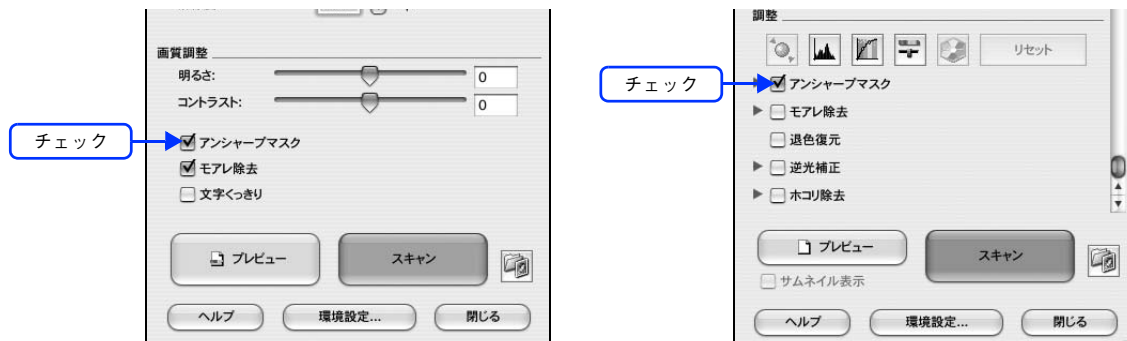 画質調整
明るさ: 0
コントラスト: 0
チェック
アンシャープマスク
モアレ除去
文字くっきり
プレビュー
スキャン
ヘルプ
環境設定...
閉じる
調整
リセット
チェック
アンシャープマスク
モアレ除去
退色復元
逆光補正
ホコリ除去
プレビュー
スキャン
サムネイル表示
ヘルプ
環境設定...
閉じる